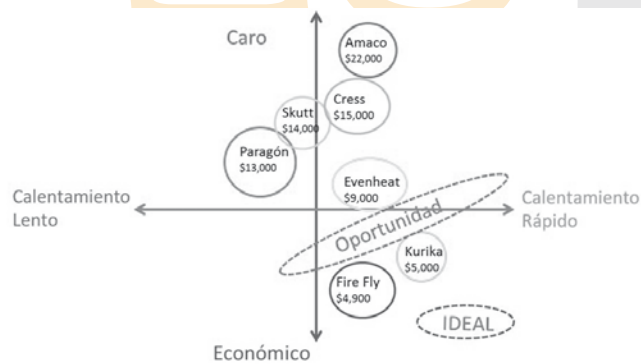 Caro
Amaco
$22,000
Cress
$15,000
Skutt
$14,000
Paragón
$13,000
Evenheat
$9,000
Calentamiento
Lento
Calentamiento
Rápido
Oportunidad
Kurika
$5,000
Fire Fly
$4,900
IDEAL
Económico